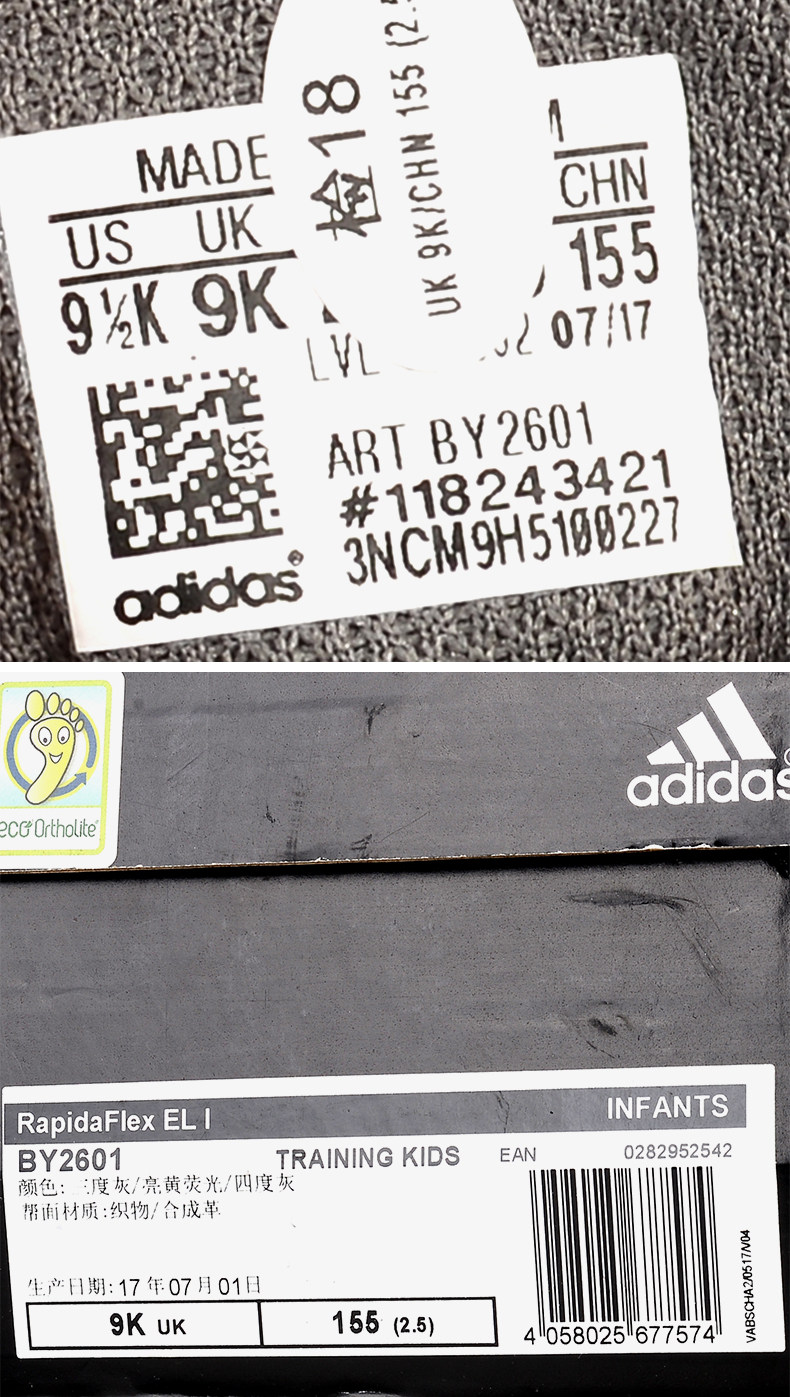 MADE
US UK CHN
9½K 9K 155
LVL 07/17
检18
UK 9K/CHN 155 (2.5
ART BY2601
#118243421
3NCM9H5100227
adidas®
eco Ortholite®
adidas
RapidaFlex EL I INFANTS
BY2601 TRAINING KIDS EAN 0282952542
颜色:三度灰/亮黄荧光/四度灰
帮面材质:织物/合成革
生产日期:17年07月01日
9K UK 155 (2.5)
4 058025 677574
VABSCHA2/0517/V04